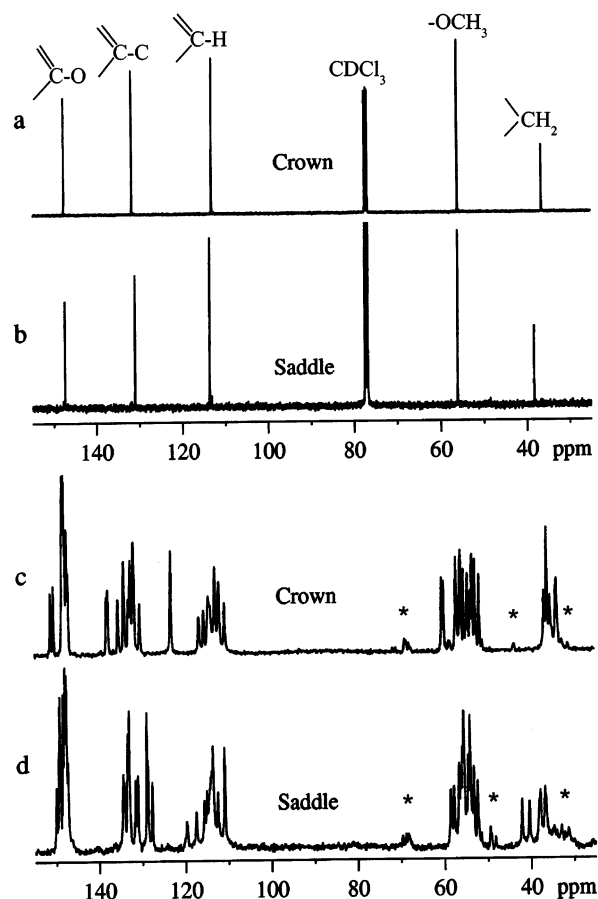 -OCH₃
C-H
C-C
CDCl₃
C-O
CH₂
a
Crown
b
Saddle
140 120 100 80 60 40 ppm
c
Crown
* * *
d
Saddle
* * *
140 120 100 80 60 40 ppm